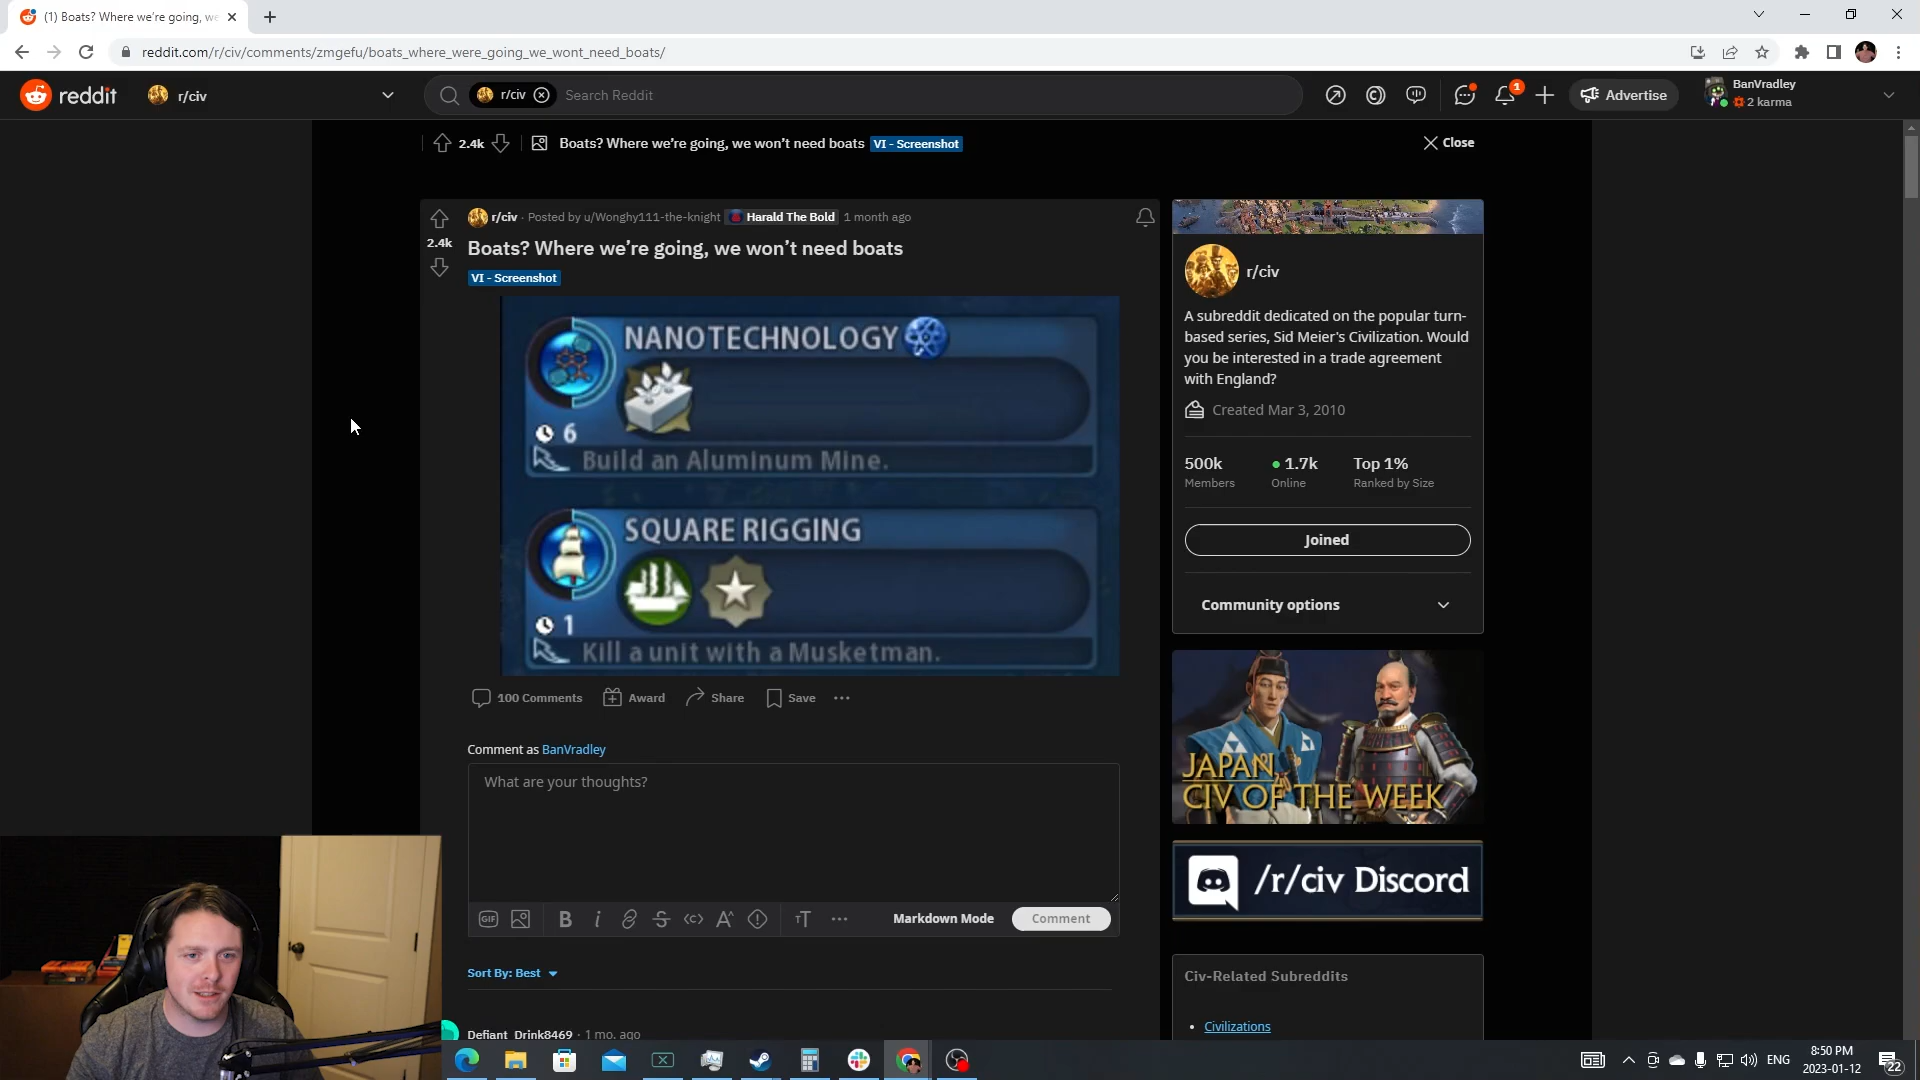 (1) Boats? Where we're going, we
reddit.com/r/civ/comments/zmgefu/boats_where_were_going_we_wont_need_boats/
reddit
r/civ
r/civ
Search Reddit
1
Advertise
BanVradley
2 karma
2.4k
Boats? Where we're going, we won't need boats
VI - Screenshot
Close
r/civ · Posted by u/Wonghy111-the-knight Harald The Bold 1 month ago
2.4k
Boats? Where we're going, we won't need boats
VI - Screenshot
NANOTECHNOLOGY
6
Build an Aluminum Mine.
SQUARE RIGGING
1
Kill a unit with a Musketman.
100 Comments
Award
Share
Save
Comment as BanVradley
What are your thoughts?
GIF
Markdown Mode
Comment
Sort By: Best
Defiant_Drink8469 · 1 mo. ago
r/civ
A subreddit dedicated on the popular turn-
based series, Sid Meier's Civilization. Would
you be interested in a trade agreement
with England?
Created Mar 3, 2010
500k
Members
1.7k
Online
Top 1%
Ranked by Size
Joined
Community options
JAPAN,
CIV OF THE WEEK
/r/civ Discord
Civ-Related Subreddits
Civilizations
ENG
8:50 PM
2023-01-12
22